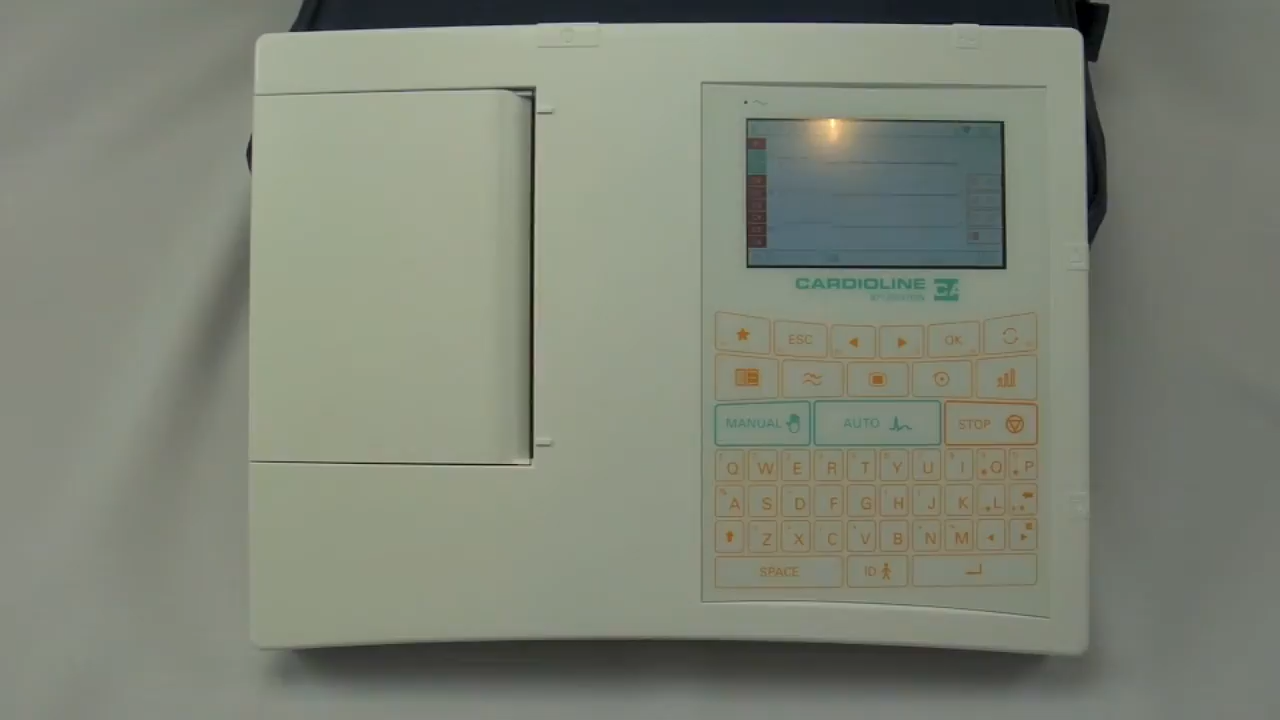 CARDIOLINE
ESC OK
MANUAL AUTO STOP
Q W E R T Y U I O P
A S D F G H J K L
Z X C V B N M
SPACE ID